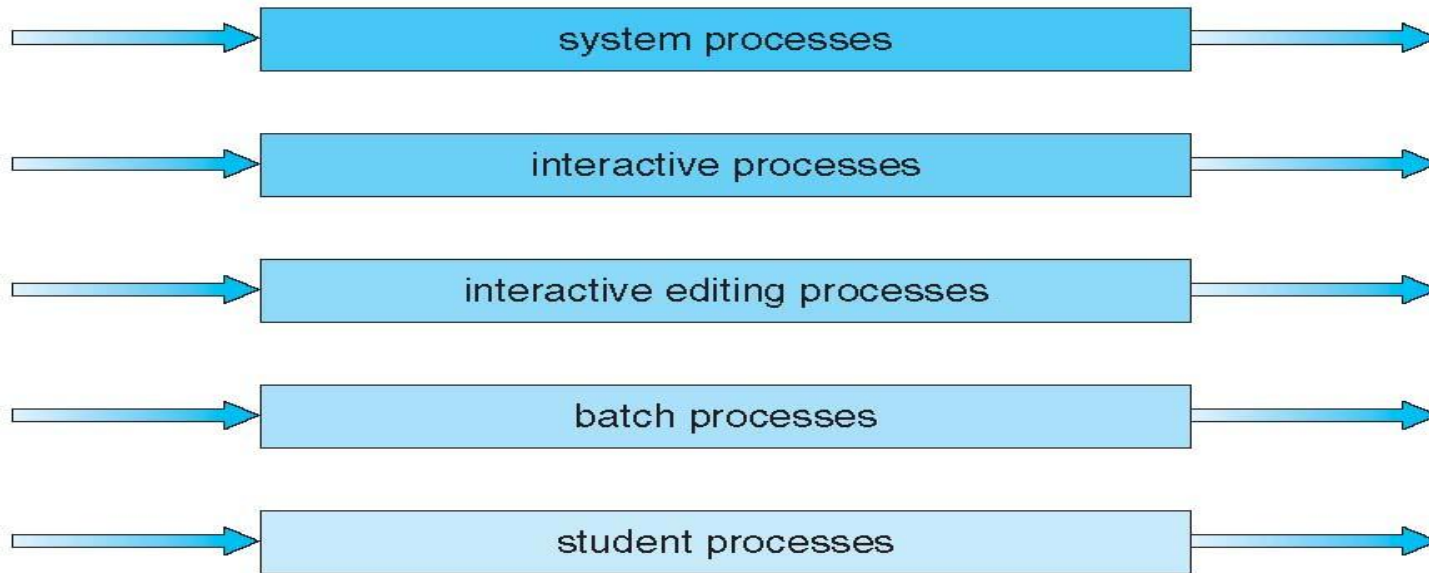 system processes
interactive processes
interactive editing processes
batch processes
student processes